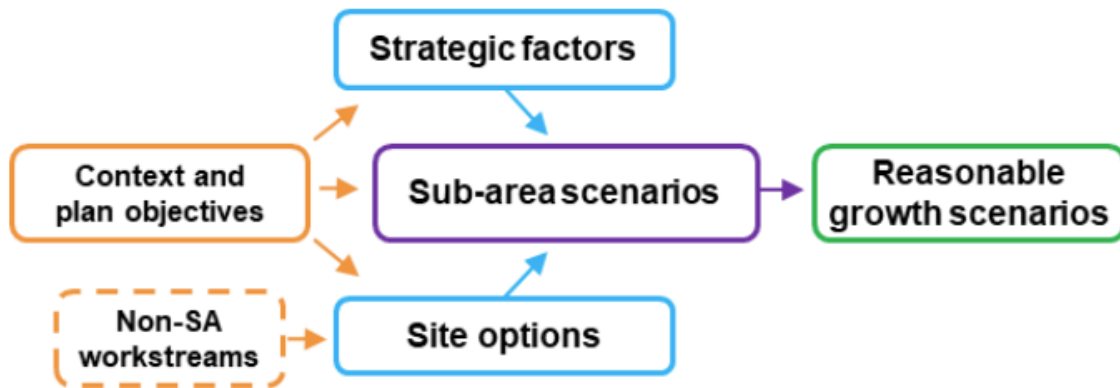 Strategic factors
Context and
plan objectives
Sub-area scenarios
Reasonable
growth scenarios
Non-SA
workstreams
Site options